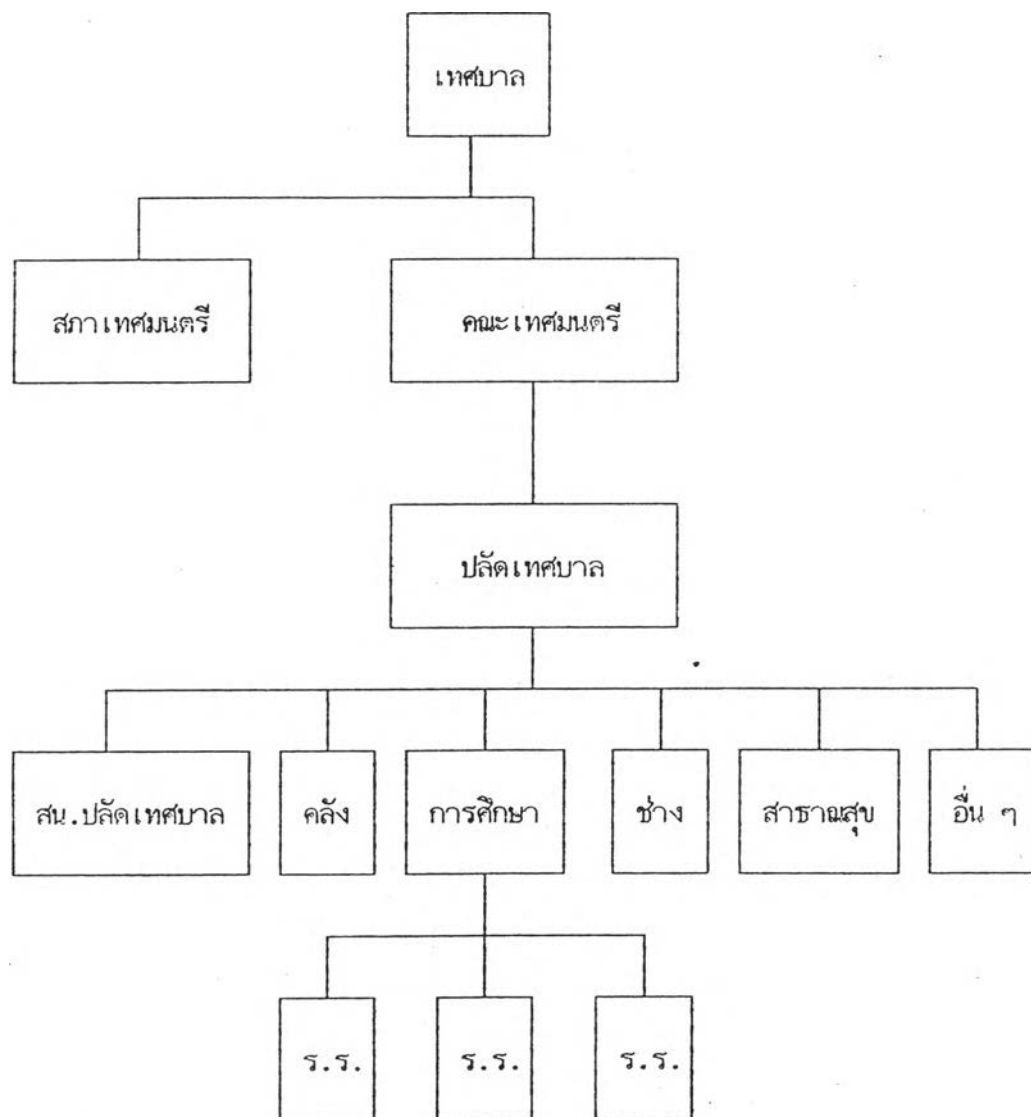 เทศบาล
สภาเทศมนตรี
คณะเทศมนตรี
ปลัดเทศบาล
สน.ปลัดเทศบาล
คลัง
การศึกษา
ช่าง
สาธาณสุข
อื่น ๆ
ร.ร.
ร.ร.
ร.ร.